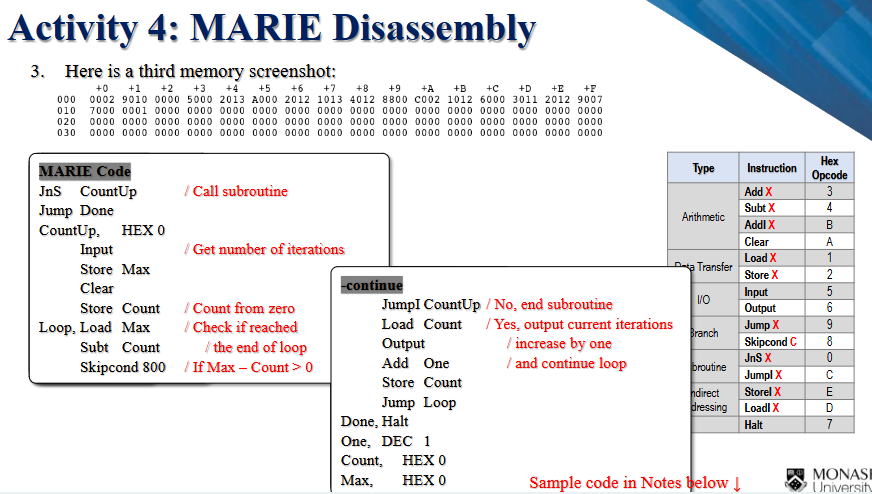 Activity 4: MARIE Disassembly
3. Here is a third memory screenshot:
+0 +1 +2 +3 +4 +5 +6 +7 +8 +9 +A +B +C +D +E +F
000 0002 9010 0000 5000 2013 A000 2012 1013 4012 8800 C002 1012 6000 3011 2012 9007
010 7000 0001 0000 0000 0000 0000 0000 0000 0000 0000 0000 0000 0000 0000 0000 0000
020 0000 0000 0000 0000 0000 0000 0000 0000 0000 0000 0000 0000 0000 0000 0000 0000
030 0000 0000 0000 0000 0000 0000 0000 0000 0000 0000 0000 0000 0000 0000 0000 0000
MARIE Code
JnS CountUp / Call subroutine
Jump Done
CountUp, HEX 0
Input / Get number of iterations
Store Max
Clear
Store Count / Count from zero
Loop, Load Max / Check if reached
Subt Count / the end of loop
Skipcond 800 / If Max – Count > 0
-continue
JumpI CountUp / No, end subroutine
Load Count / Yes, output current iterations
Output / increase by one
Add One / and continue loop
Store Count
Jump Loop
Done, Halt
One, DEC 1
Count, HEX 0
Max, HEX 0
Type Instruction Hex Opcode
Arithmetic
Add X 3
Subt X 4
AddI X B
Clear A
Data Transfer
Load X 1
Store X 2
I/O
Input 5
Output 6
ranch
Jump X 9
Skipcond C 8
broutine
JnS X 0
JumpI X C
ndirect
dressing
StoreI X E
LoadI X D
Halt 7
Sample code in Notes below ↓
MONASH
University